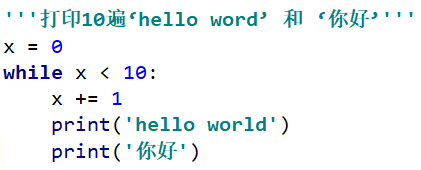 '''打印10遍‘hello word’ 和 ‘你好’'''
x = 0
while x < 10:
    x += 1
    print('hello world')
    print('你好')